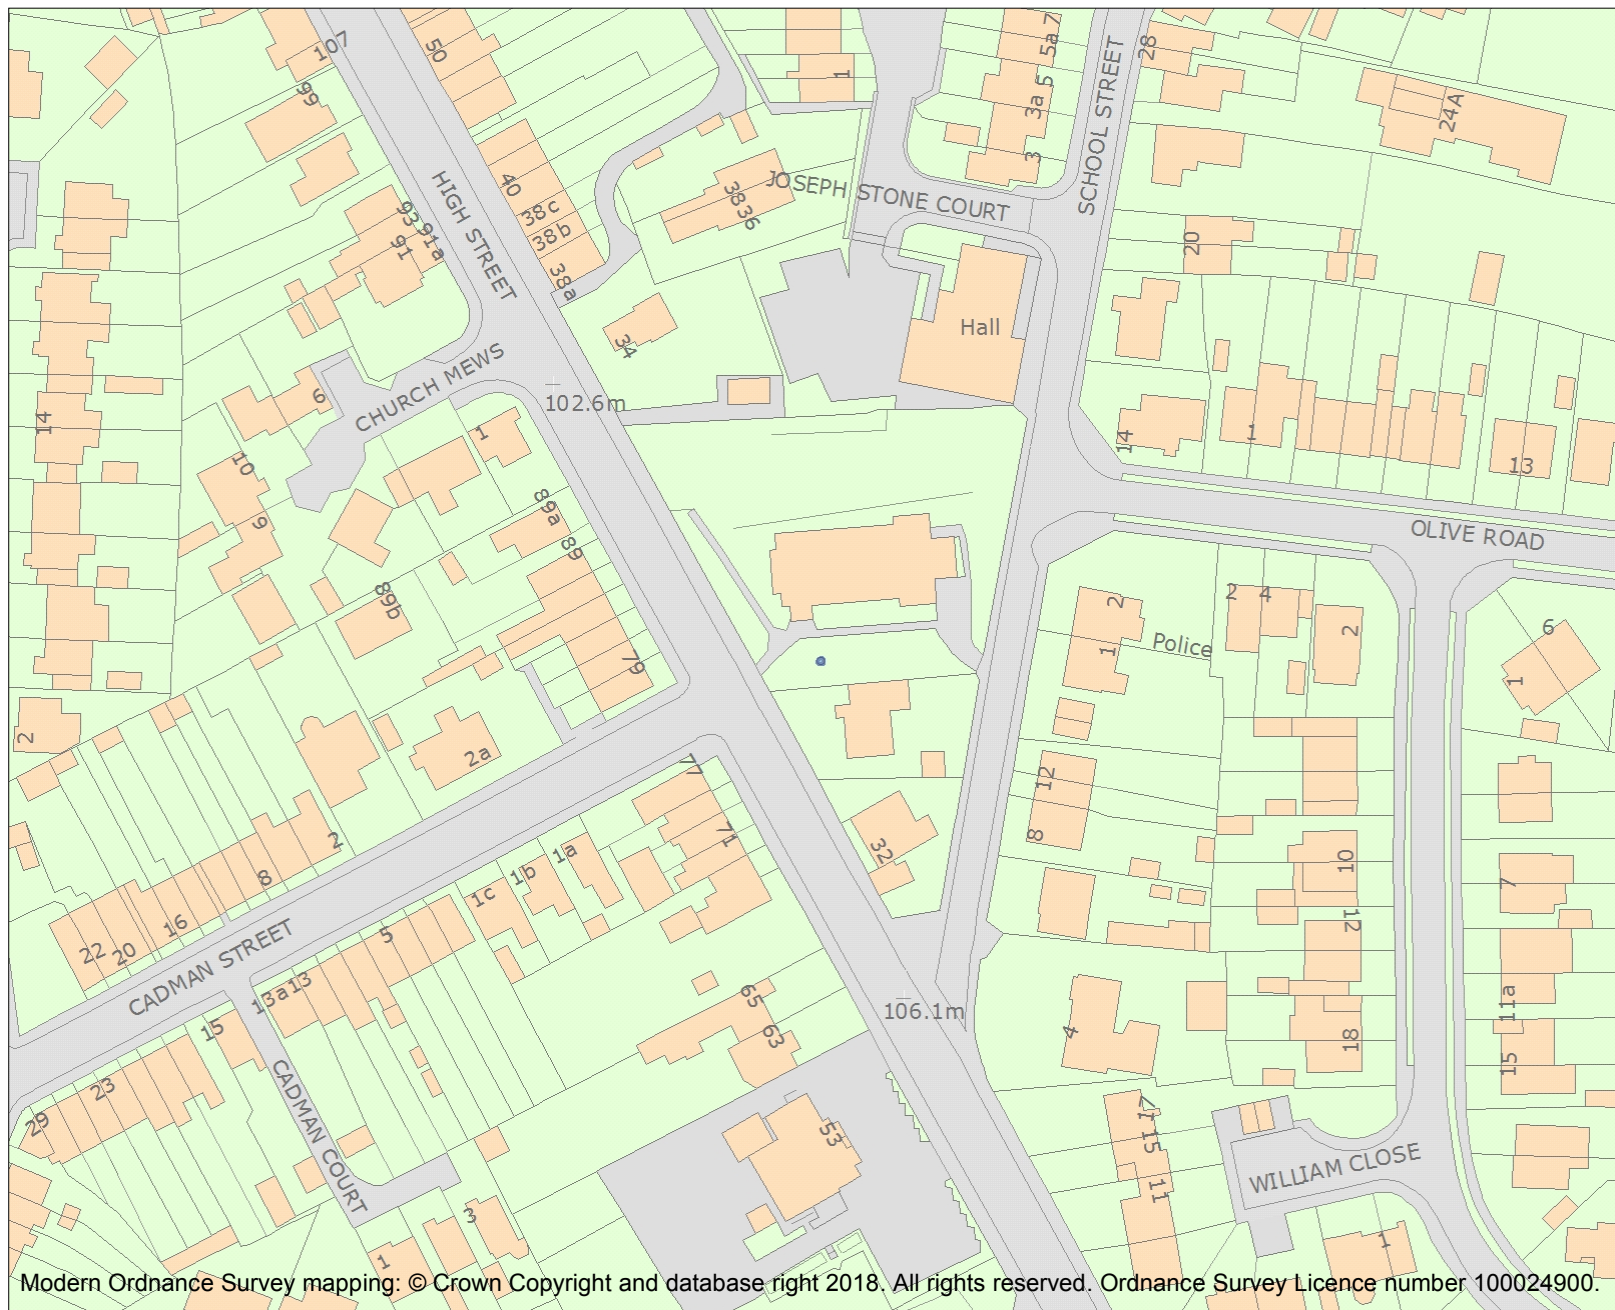 107
50
1
5a7
28
99
3a 5
24A
3
SCHOOL STREET
JOSEPH STONE COURT
40
HIGH STREET
3836
93
91a
91
38c
38b
38a
20
34
Hall
CHURCH MEWS
102.6m
6
14
1
10
14
1
13
89a
9
89
OLIVE ROAD
89b
2
2 4
2
6
Police
1
1
79
2
2a
77
12
2
71
8
32
1a
10
8
1b
7
1c
12
16
5
22
20
CADMAN STREET
13a13
65
11a
106.1m
15
63
4
18
15
23
CADMAN COURT
29
17
15
53
WILLIAM CLOSE
11
3
1
1
Modern Ordnance Survey mapping: © Crown Copyright and database right 2018. All rights reserved. Ordnance Survey Licence number 100024900.